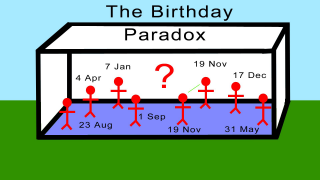 The Birthday
Paradox
7 Jan
?
19 Nov
4 Apr
17 Dec
23 Aug
1 Sep
19 Nov
31 May